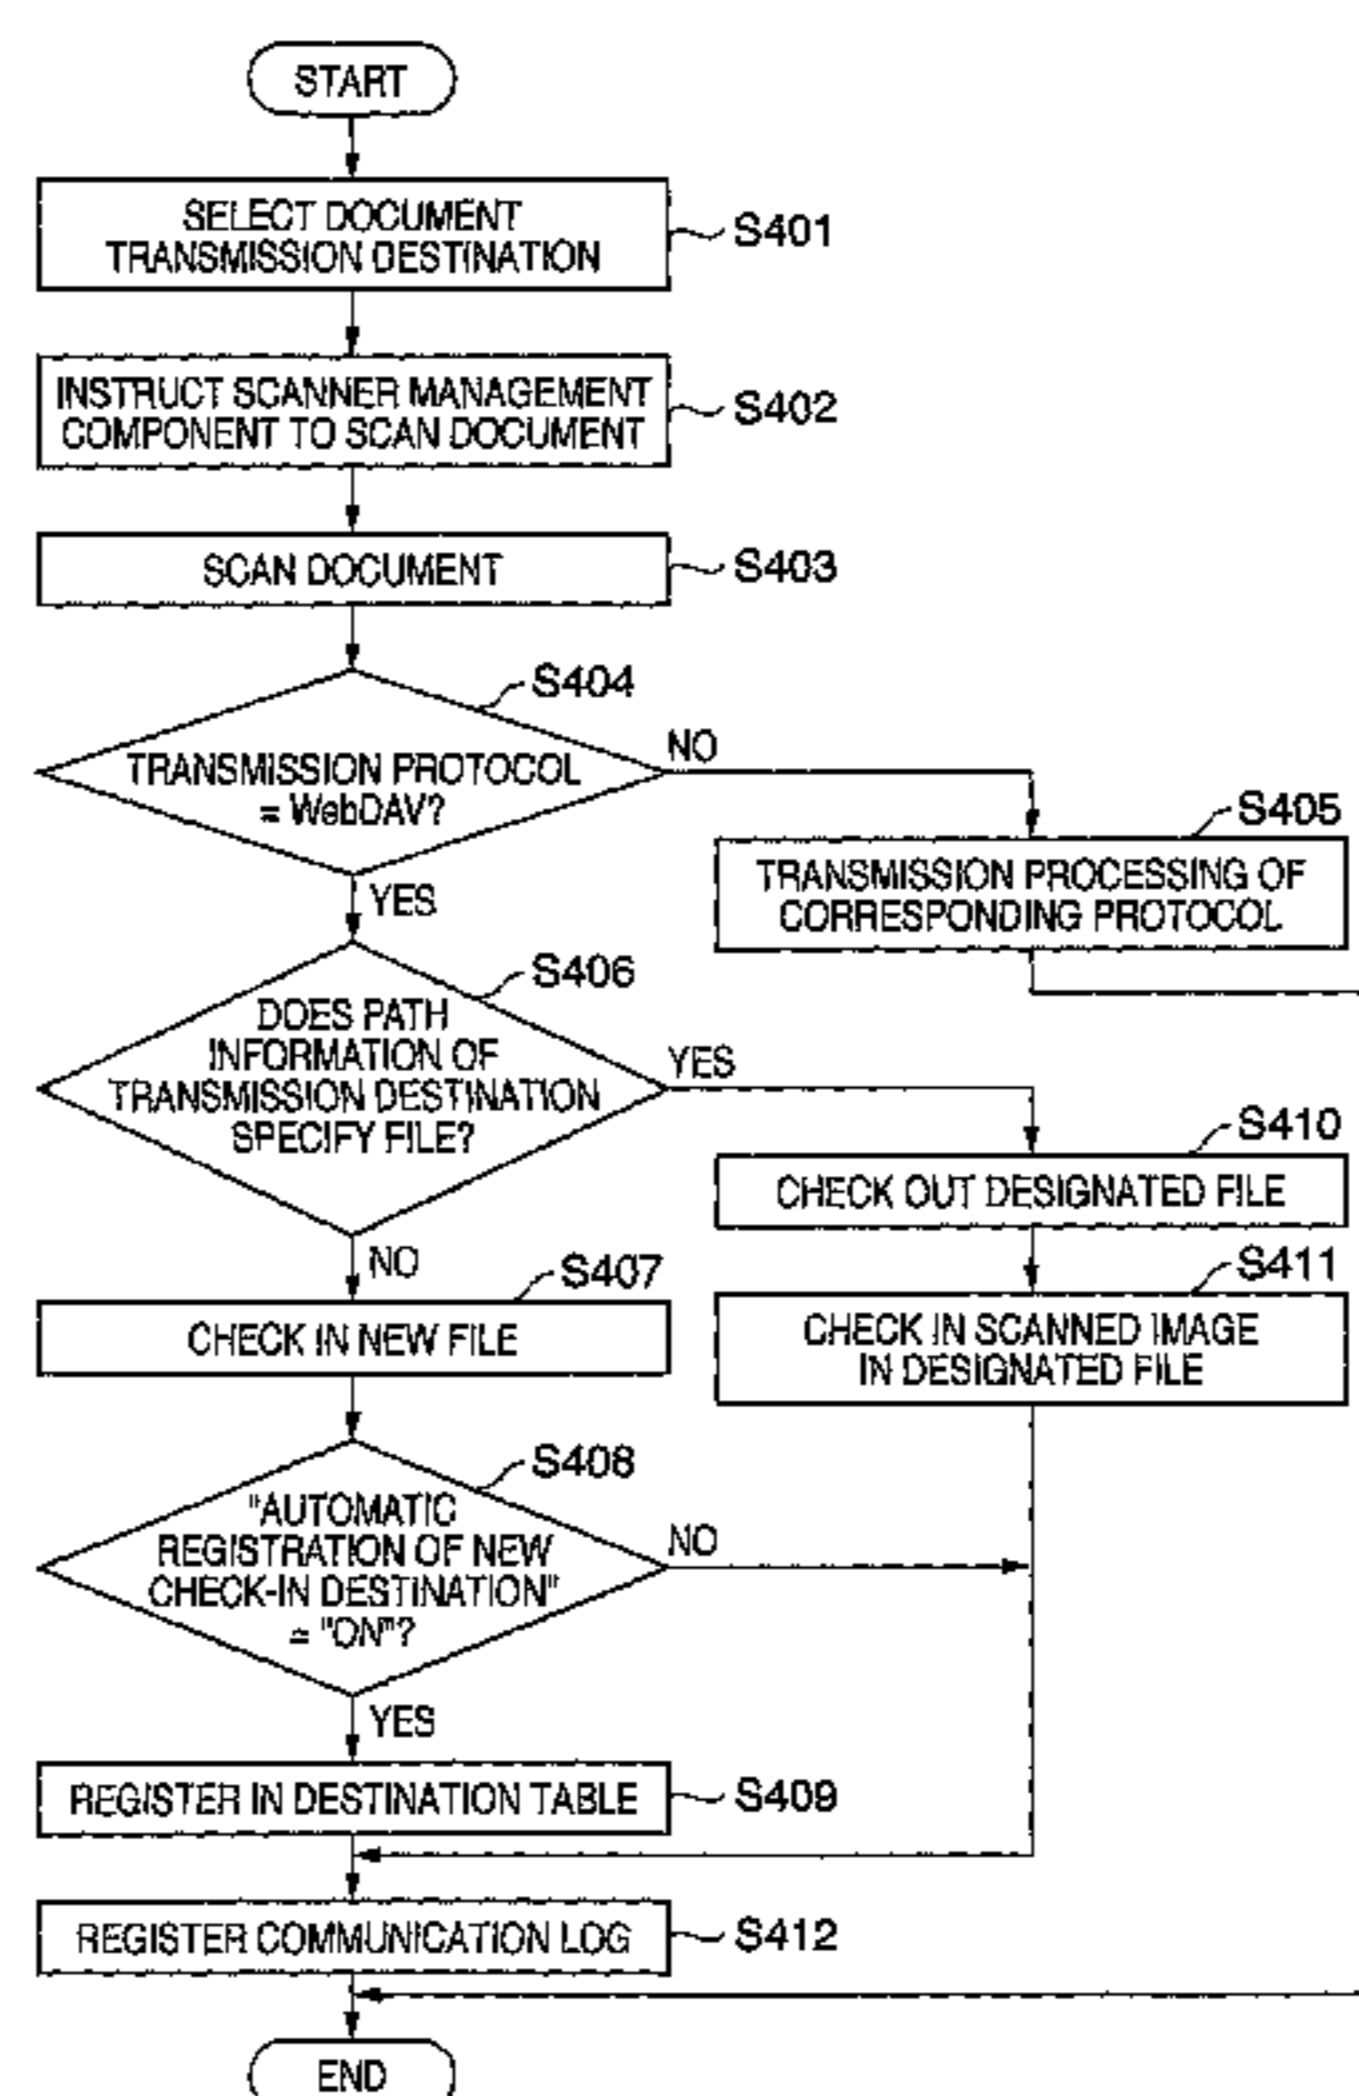 START
SELECT DOCUMENT
TRANSMISSION DESTINATION
S401
INSTRUCT SCANNER MANAGEMENT
COMPONENT TO SCAN DOCUMENT
S402
SCAN DOCUMENT
S403
S404
TRANSMISSION PROTOCOL
= WebDAV?
NO
YES
S405
TRANSMISSION PROCESSING OF
CORRESPONDING PROTOCOL
S406
DOES PATH
INFORMATION OF
TRANSMISSION DESTINATION
SPECIFY FILE?
YES
NO
S410
CHECK OUT DESIGNATED FILE
S411
CHECK IN SCANNED IMAGE
IN DESIGNATED FILE
S407
CHECK IN NEW FILE
S408
"AUTOMATIC
REGISTRATION OF NEW
CHECK-IN DESTINATION"
= "ON"?
NO
YES
REGISTER IN DESTINATION TABLE
S409
REGISTER COMMUNICATION LOG
S412
END